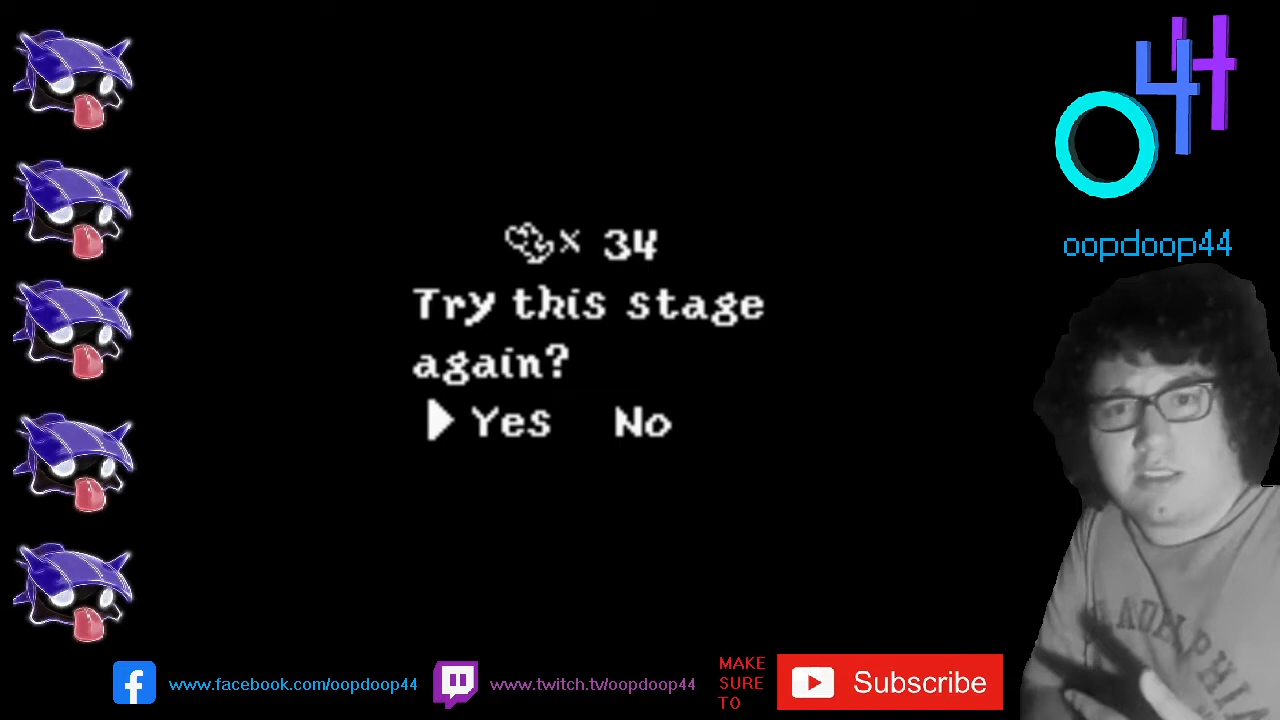 O44
oopdoop44
× 34
Try this stage
again?
Yes No
www.facebook.com/oopdoop44
www.twitch.tv/oopdoop44
MAKE
SURE
TO
Subscribe